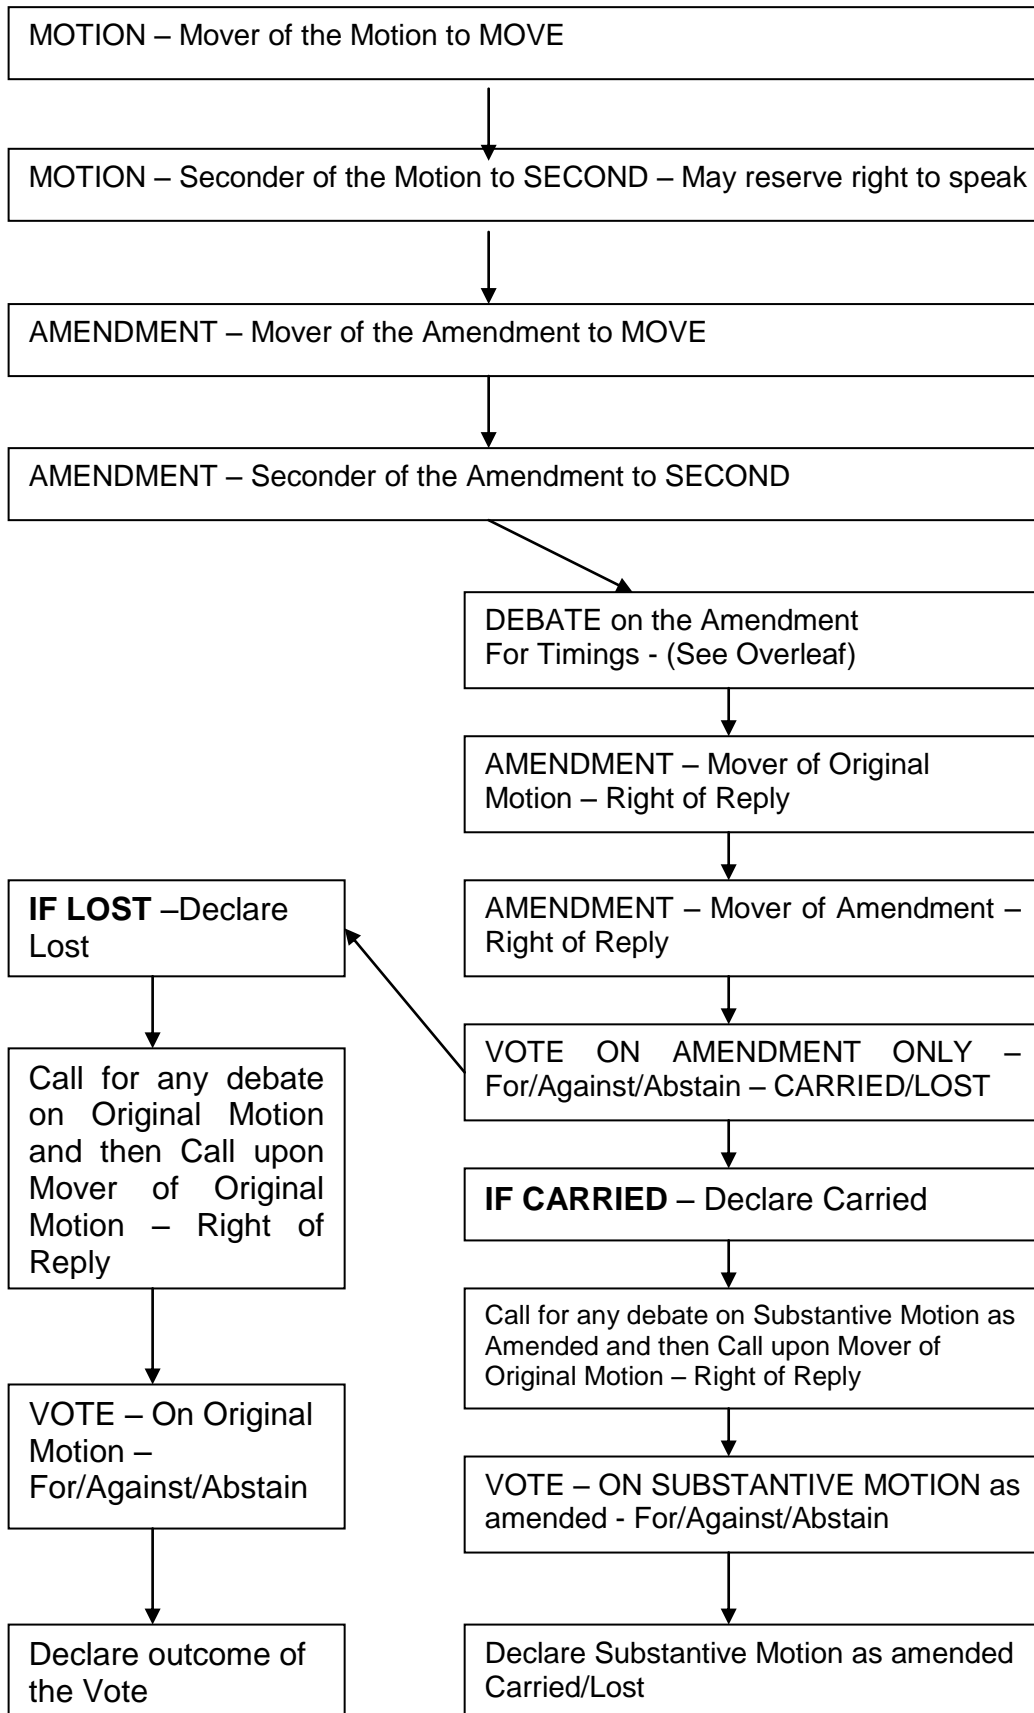 MOTION – Mover of the Motion to MOVE
MOTION – Seconder of the Motion to SECOND – May reserve right to speak
AMENDMENT – Mover of the Amendment to MOVE
AMENDMENT – Seconder of the Amendment to SECOND
DEBATE on the Amendment
For Timings - (See Overleaf)
AMENDMENT – Mover of Original
Motion – Right of Reply
AMENDMENT – Mover of Amendment –
Right of Reply
VOTE ON AMENDMENT ONLY –
For/Against/Abstain – CARRIED/LOST
IF LOST –Declare
Lost
Call for any debate
on Original Motion
and then Call upon
Mover of Original
Motion – Right of
Reply
VOTE – On Original
Motion –
For/Against/Abstain
Declare outcome of
the Vote
IF CARRIED – Declare Carried
Call for any debate on Substantive Motion as
Amended and then Call upon Mover of
Original Motion – Right of Reply
VOTE – ON SUBSTANTIVE MOTION as
amended - For/Against/Abstain
Declare Substantive Motion as amended
Carried/Lost